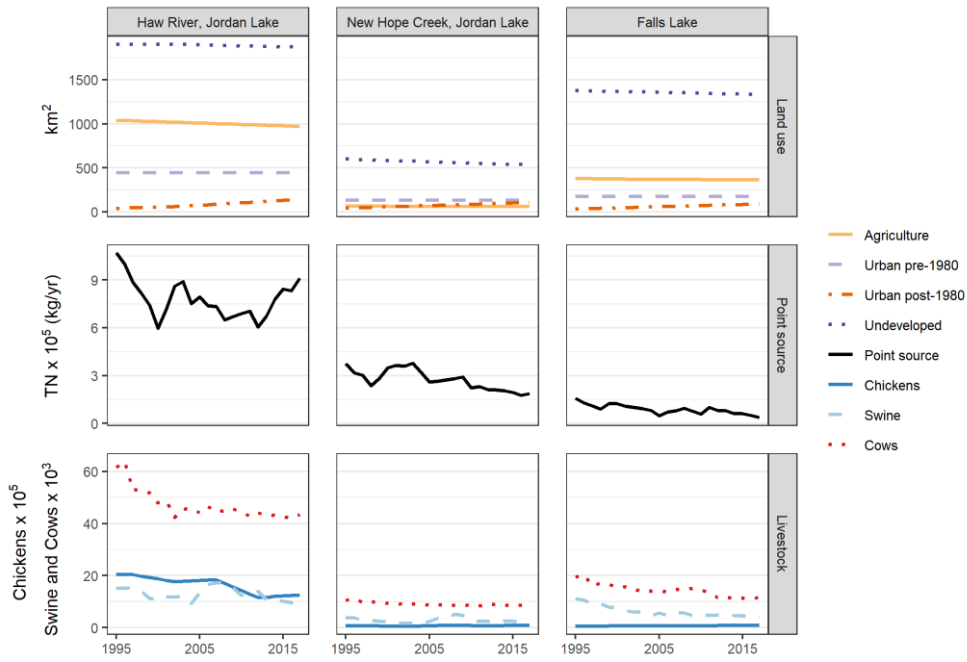 Haw River, Jordan Lake
New Hope Creek, Jordan Lake
Falls Lake
km²
1500
1000
500
0
Land use
TN x 10⁵ (kg/yr)
9
6
3
0
Point source
Chickens x 10⁵
Swine and Cows x 10³
60
40
20
0
Livestock
1995 2005 2015
1995 2005 2015
1995 2005 2015
Agriculture
Urban pre-1980
Urban post-1980
Undeveloped
Point source
Chickens
Swine
Cows